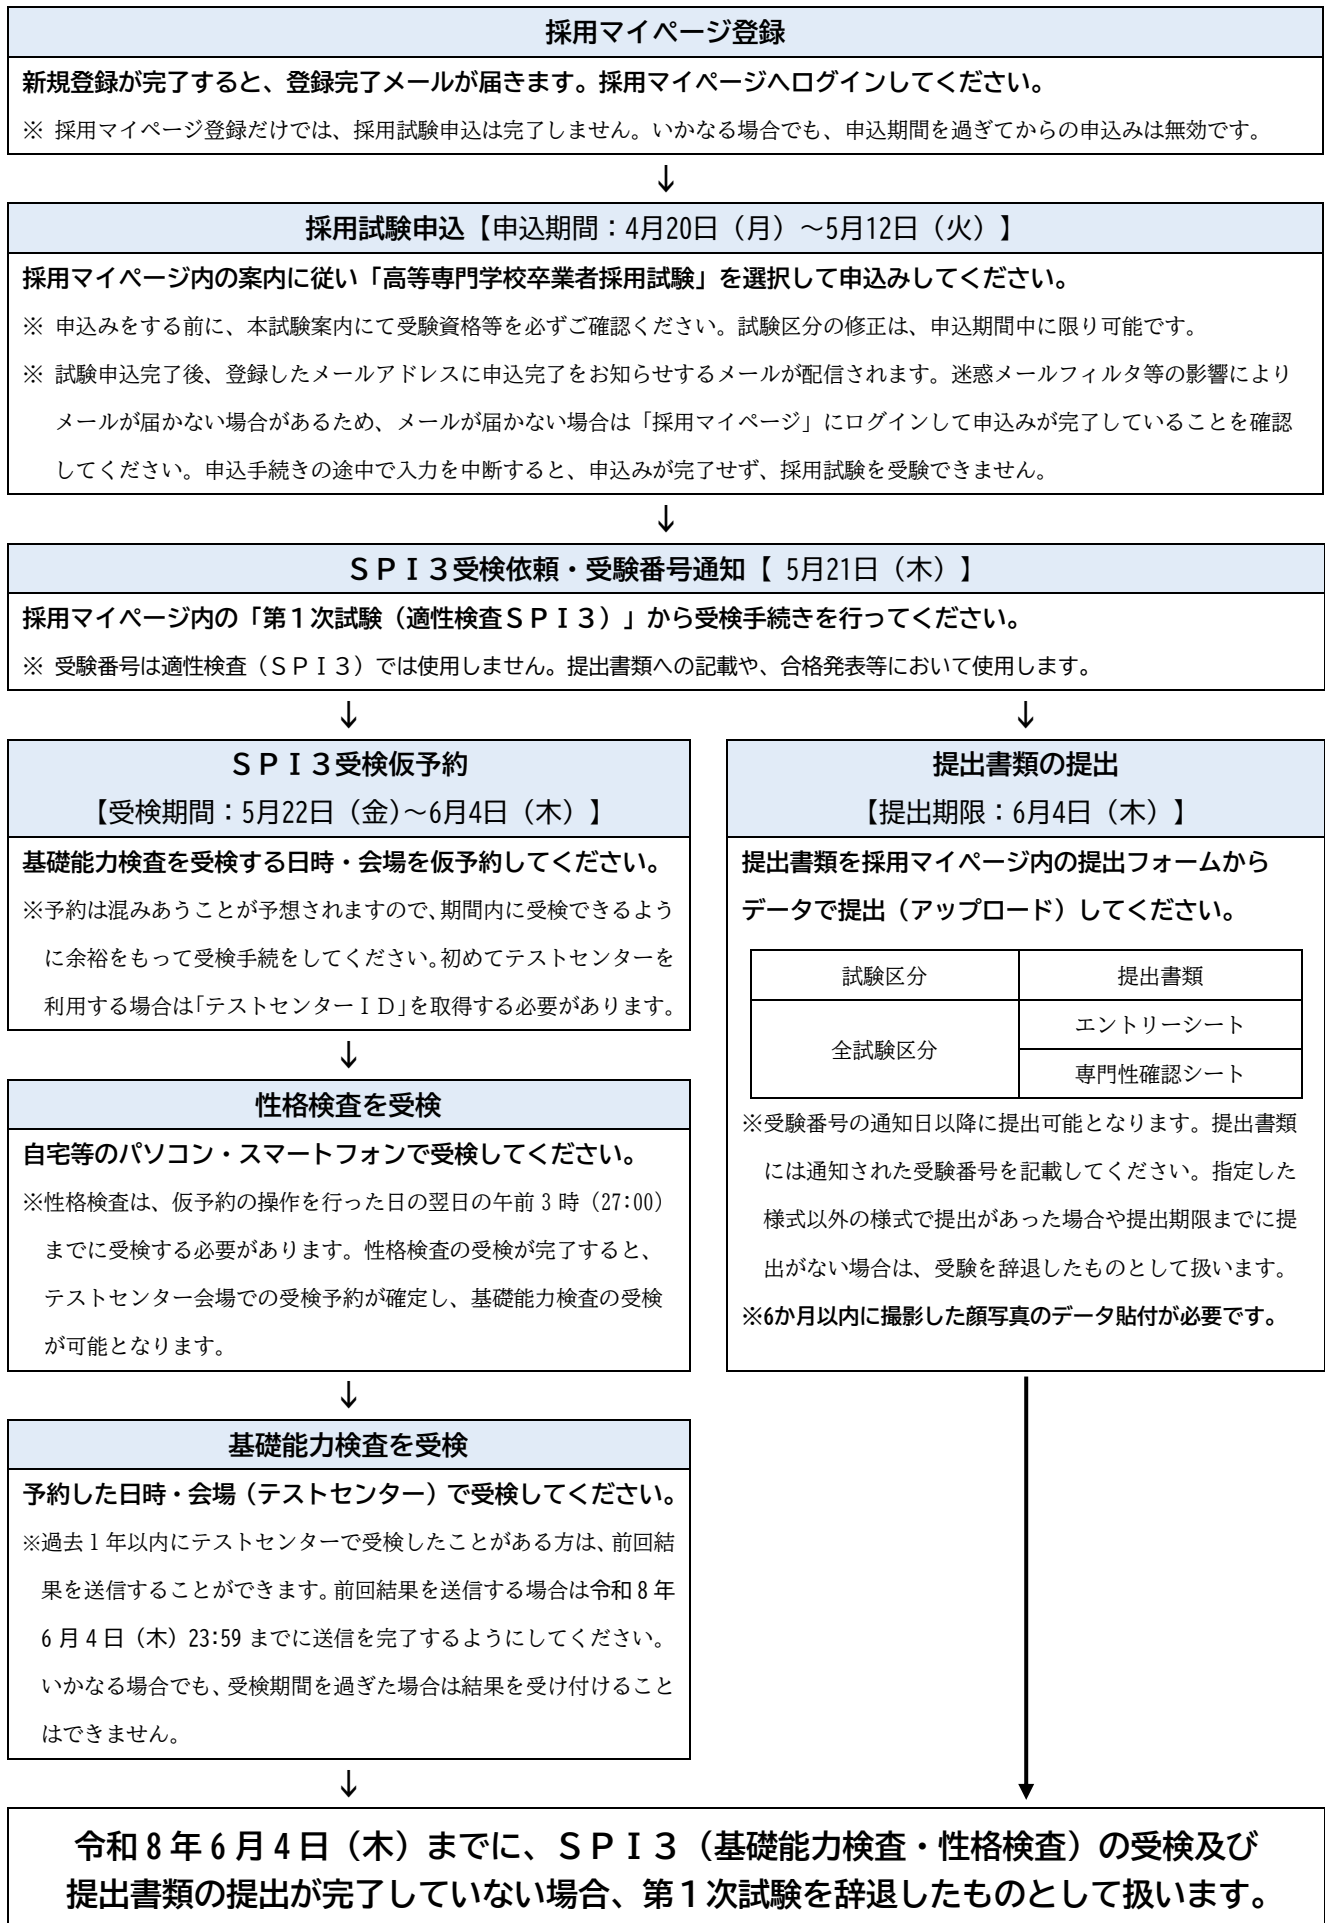 採用マイページ登録
新規登録が完了すると、登録完了メールが届きます。採用マイページへログインしてください。
※ 採用マイページ登録だけでは、採用試験申込は完了しません。いかなる場合でも、申込期間を過ぎてからの申込みは無効です。
↓
採用試験申込【申込期間：4月20日（月）～5月12日（火）】
採用マイページ内の案内に従い「高等専門学校卒業者採用試験」を選択して申込みしてください。
※ 申込みをする前に、本試験案内にて受験資格等を必ずご確認ください。試験区分の修正は、申込期間中に限り可能です。
※ 試験申込完了後、登録したメールアドレスに申込完了をお知らせするメールが配信されます。迷惑メールフィルタ等の影響により
メールが届かない場合があるため、メールが届かない場合は「採用マイページ」にログインして申込みが完了していることを確認
してください。申込手続きの途中で入力を中断すると、申込みが完了せず、採用試験を受験できません。
↓
ＳＰＩ３受検依頼・受験番号通知【 5月21日（木）】
採用マイページ内の「第１次試験（適性検査ＳＰＩ３）」から受検手続きを行ってください。
※ 受験番号は適性検査（ＳＰＩ３）では使用しません。提出書類への記載や、合格発表等において使用します。
↓
↓
ＳＰＩ３受検仮予約
【受検期間：5月22日（金）～6月4日（木）】
基礎能力検査を受検する日時・会場を仮予約してください。
※予約は混みあうことが予想されますので、期間内に受検できるよう
に余裕をもって受検手続をしてください。初めてテストセンターを
利用する場合は「テストセンターＩＤ」を取得する必要があります。
↓
性格検査を受検
自宅等のパソコン・スマートフォンで受検してください。
※性格検査は、仮予約の操作を行った日の翌日の午前３時（27:00）
までに受検する必要があります。性格検査の受検が完了すると、
テストセンター会場での受検予約が確定し、基礎能力検査の受検
が可能となります。
↓
基礎能力検査を受検
予約した日時・会場（テストセンター）で受検してください。
※過去１年以内にテストセンターで受検したことがある方は、前回結
果を送信することができます。前回結果を送信する場合は令和８年
６月４日（木）23:59 までに送信を完了するようにしてください。
いかなる場合でも、受検期間を過ぎた場合は結果を受け付けること
はできません。
↓
提出書類の提出
【提出期限：6月4日（木）】
提出書類を採用マイページ内の提出フォームから
データで提出（アップロード）してください。
試験区分 提出書類
全試験区分 エントリーシート
専門性確認シート
※受験番号の通知日以降に提出可能となります。提出書類
には通知された受験番号を記載してください。指定した
様式以外の様式で提出があった場合や提出期限までに提
出がない場合は、受験を辞退したものとして扱います。
※6か月以内に撮影した顔写真のデータ貼付が必要です。
令和８年６月４日（木）までに、ＳＰＩ３（基礎能力検査・性格検査）の受検及び
提出書類の提出が完了していない場合、第１次試験を辞退したものとして扱います。